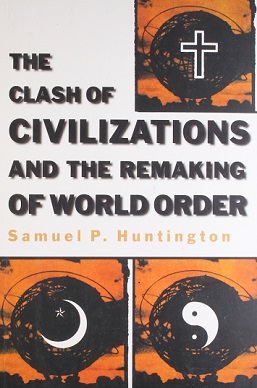 THE
CLASH OF
CIVILIZATIONS
AND THE REMAKING
OF WORLD ORDER
Samuel P. Huntington